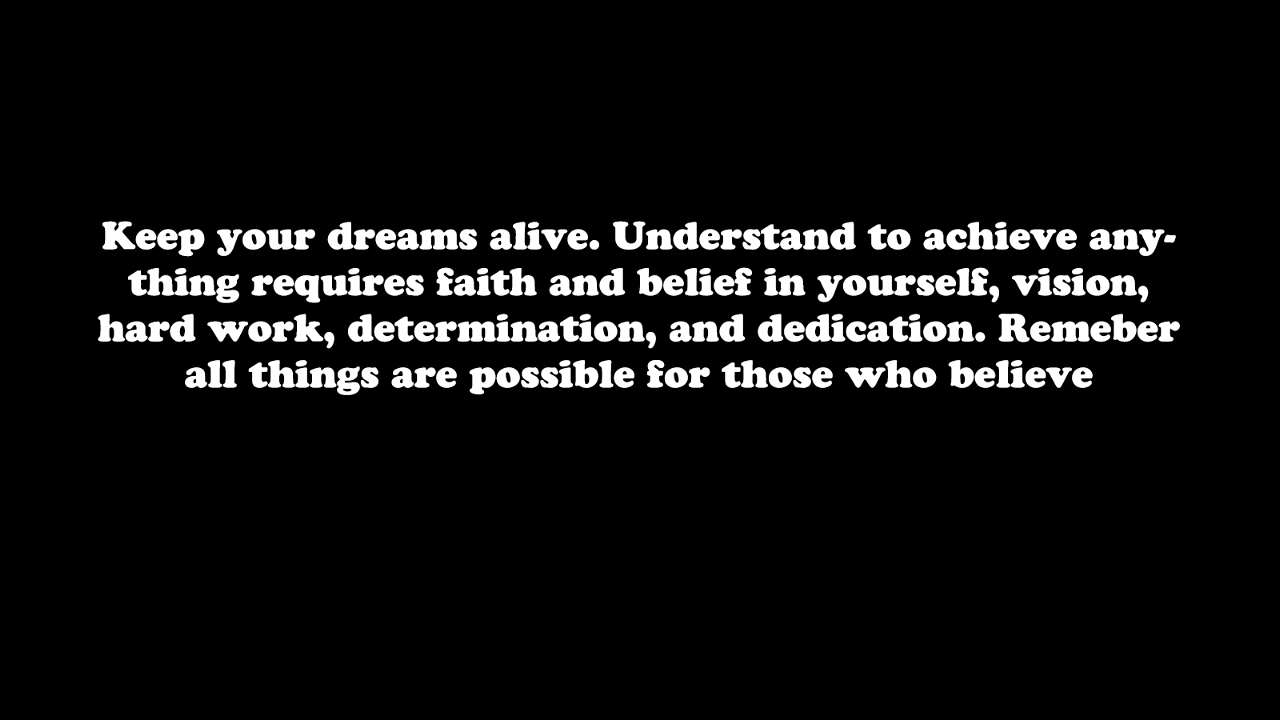 Keep your dreams alive. Understand to achieve any-
thing requires faith and belief in yourself, vision,
hard work, determination, and dedication. Remeber
all things are possible for those who believe